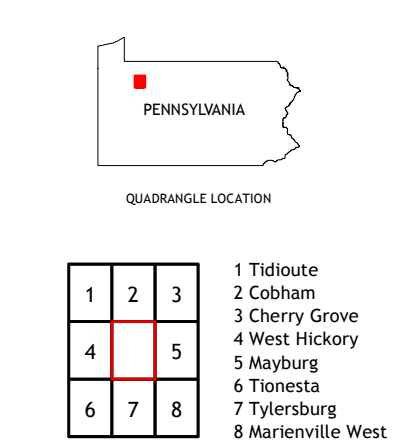 PENNSYLVANIA
QUADRANGLE LOCATION
1 2 3
4 5
6 7 8
1 Tidioute
2 Cobham
3 Cherry Grove
4 West Hickory
5 Mayburg
6 Tionesta
7 Tylersburg
8 Marienville West